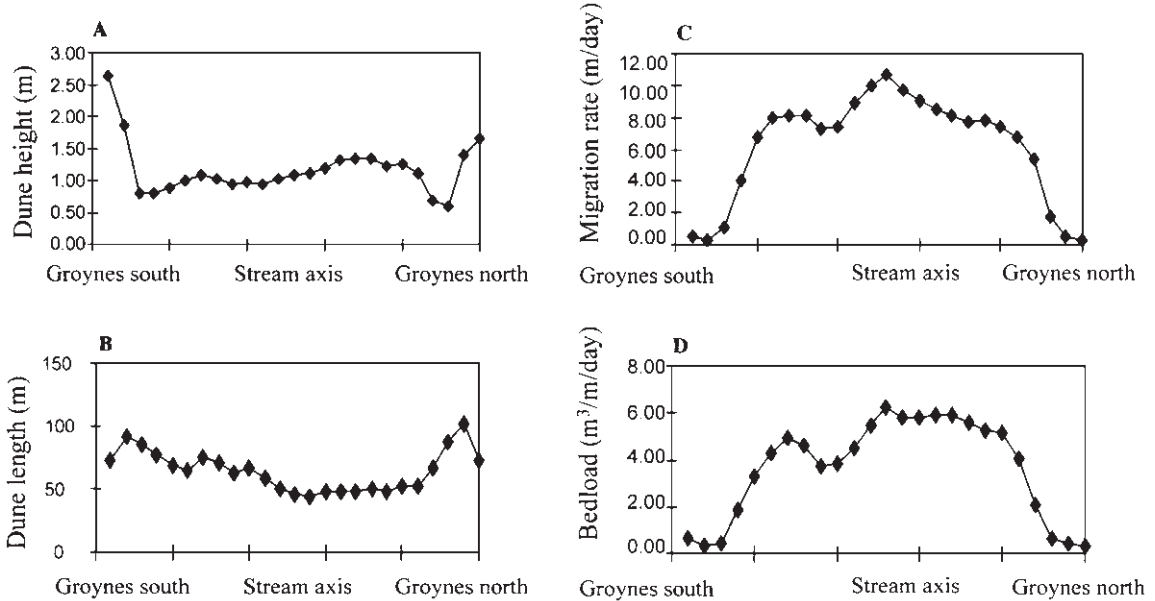 A
Dune height (m)
3.00
2.50
2.00
1.50
1.00
0.50
0.00
Groynes south Stream axis Groynes north
B
Dune length (m)
150
100
50
0
Groynes south Stream axis Groynes north
C
Migration rate (m/day)
12.00
10.00
8.00
6.00
4.00
2.00
0.00
Groynes south Stream axis Groynes north
D
Bedload (m³/m/day)
8.00
6.00
4.00
2.00
0.00
Groynes south Stream axis Groynes north